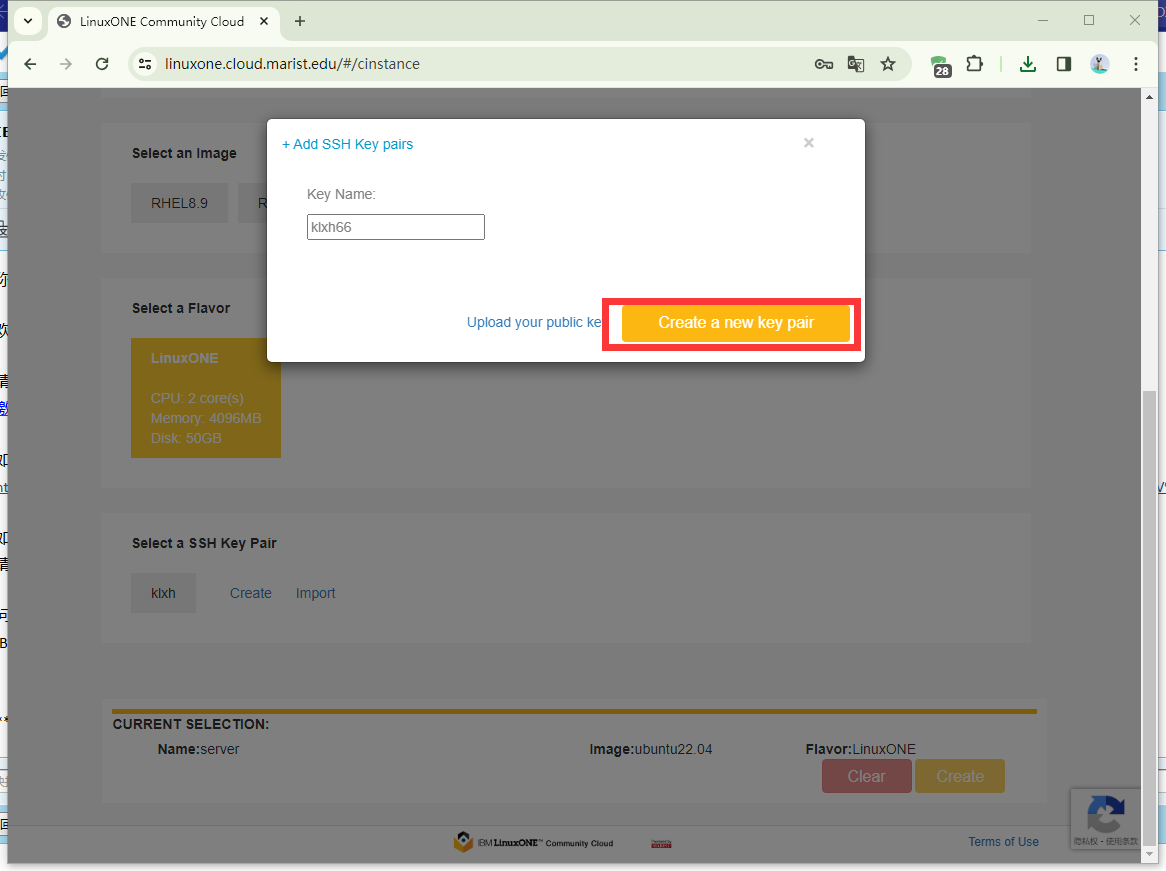 LinuxONE Community Cloud
linuxone.cloud.marist.edu/#/cinstance
28
+ Add SSH Key pairs
Key Name:
klxh66
Upload your public ke
Create a new key pair
Select an Image
RHEL8.9
R
Select a Flavor
LinuxONE
CPU: 2 core(s)
Memory: 4096MB
Disk: 50GB
Select a SSH Key Pair
klxh
Create
Import
CURRENT SELECTION:
Name:server
Image:ubuntu22.04
Flavor:LinuxONE
Clear
Create
IBM LinuxONE™ Community Cloud
Terms of Use
隐私权 - 使用条款